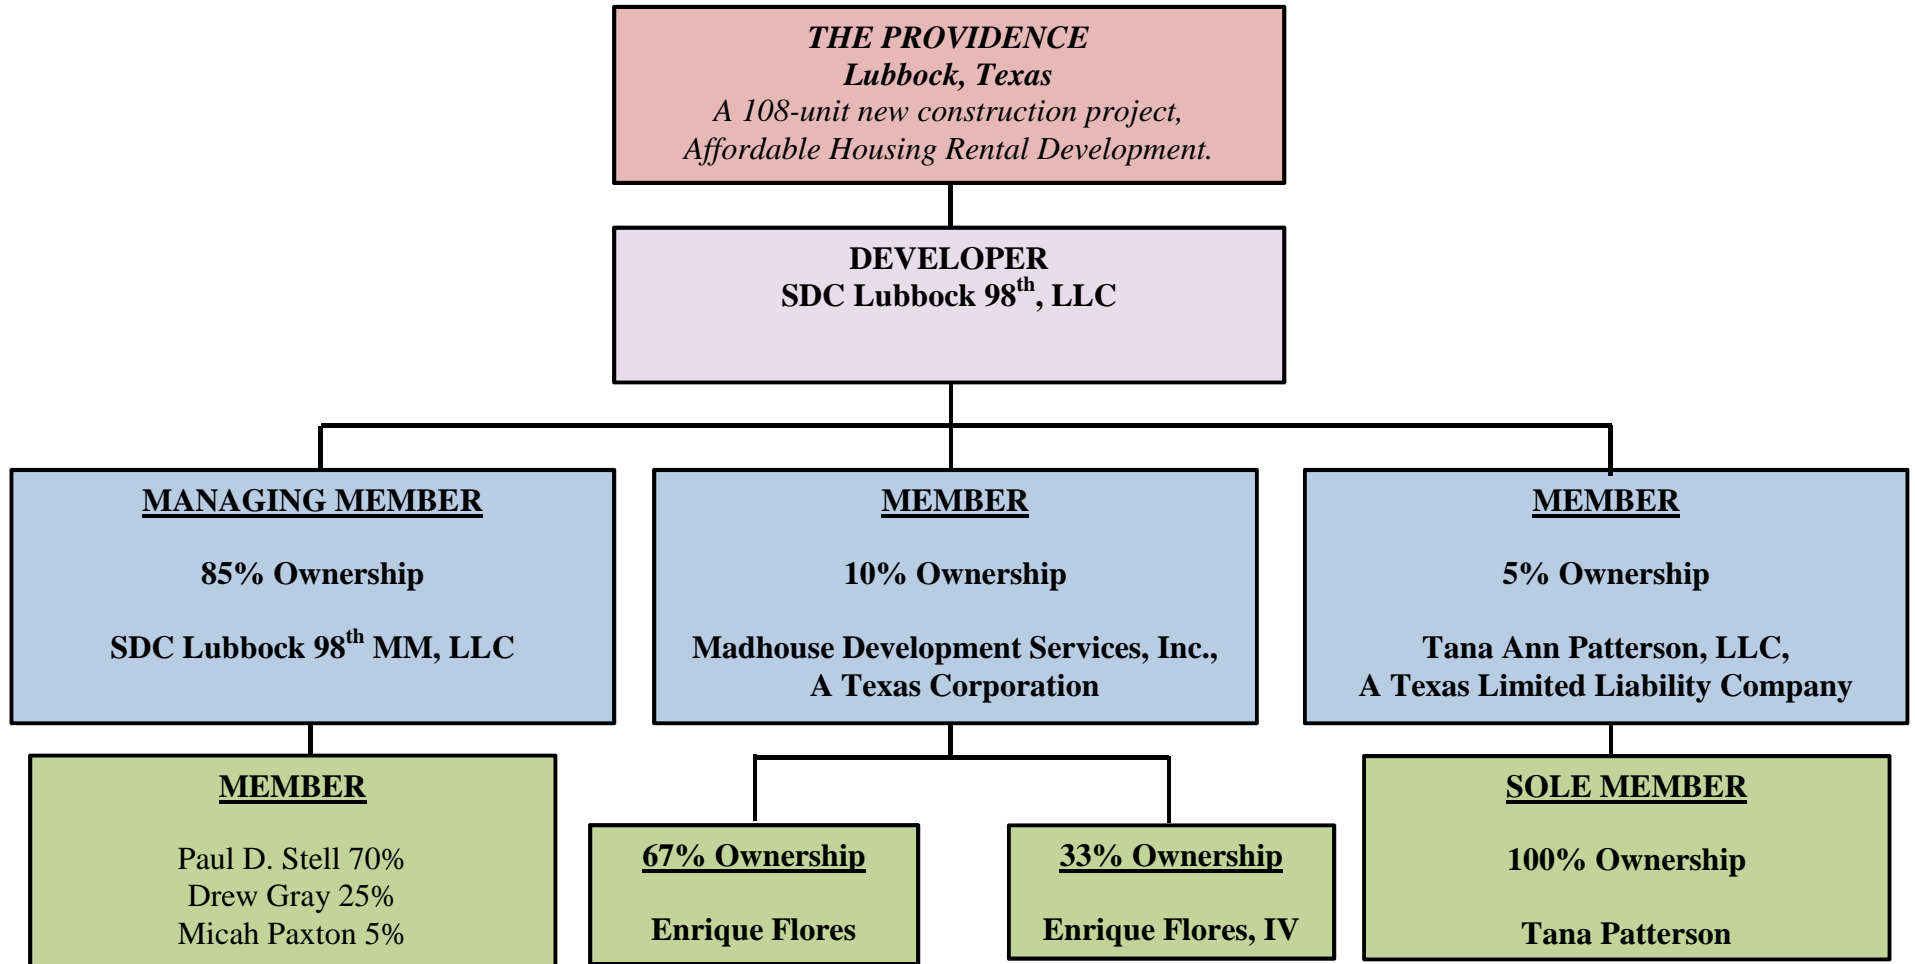 THE PROVIDENCE
Lubbock, Texas
A 108-unit new construction project,
Affordable Housing Rental Development.
DEVELOPER
SDC Lubbock 98th, LLC
MANAGING MEMBER
85% Ownership
SDC Lubbock 98th MM, LLC
MEMBER
10% Ownership
Madhouse Development Services, Inc.,
A Texas Corporation
MEMBER
5% Ownership
Tana Ann Patterson, LLC,
A Texas Limited Liability Company
MEMBER
Paul D. Stell 70%
Drew Gray 25%
Micah Paxton 5%
67% Ownership
Enrique Flores
33% Ownership
Enrique Flores, IV
SOLE MEMBER
100% Ownership
Tana Patterson